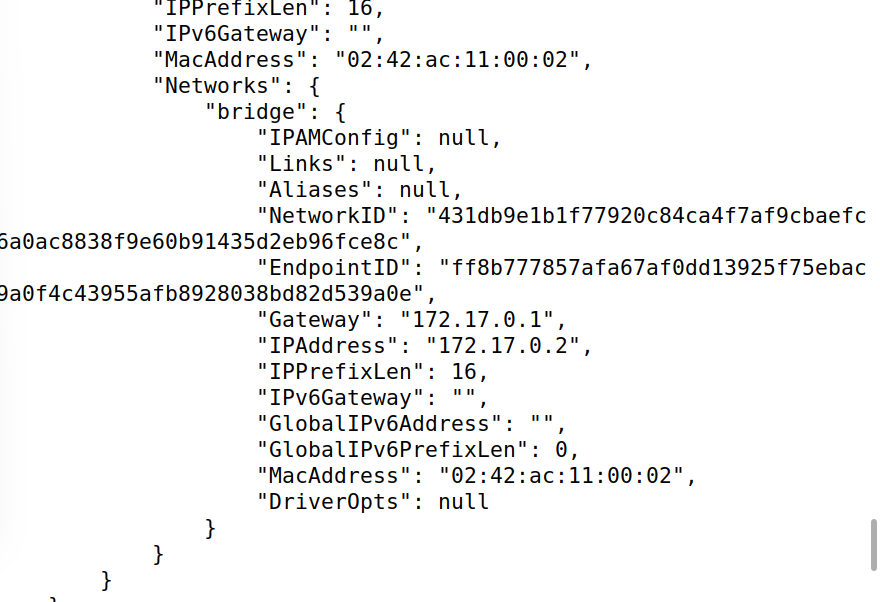 "IPPrefixLen": 16,
"IPv6Gateway": "",
"MacAddress": "02:42:ac:11:00:02",
"Networks": {
"bridge": {
"IPAMConfig": null,
"Links": null,
"Aliases": null,
"NetworkID": "431db9e1b1f77920c84ca4f7af9cbaefc
6a0ac8838f9e60b91435d2eb96fce8c",
"EndpointID": "ff8b777857afa67af0dd13925f75ebac
9a0f4c43955afb8928038bd82d539a0e",
"Gateway": "172.17.0.1",
"IPAddress": "172.17.0.2",
"IPPrefixLen": 16,
"IPv6Gateway": "",
"GlobalIPv6Address": "",
"GlobalIPv6PrefixLen": 0,
"MacAddress": "02:42:ac:11:00:02",
"DriverOpts": null
}
}
}
}